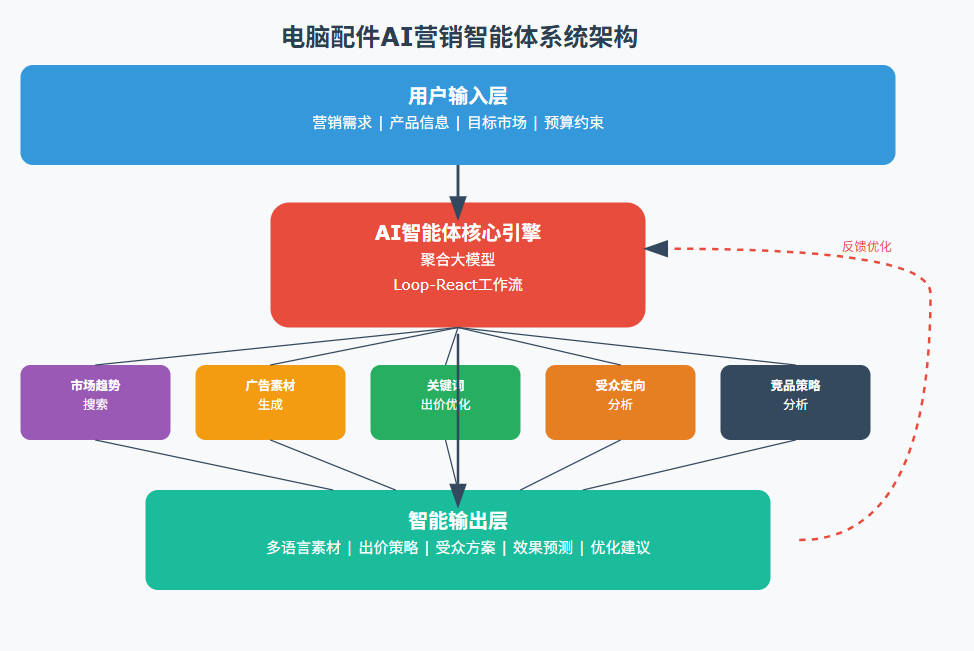 电脑配件AI营销智能体系统架构
用户输入层
营销需求 | 产品信息 | 目标市场 | 预算约束
AI智能体核心引擎
聚合大模型
Loop-React工作流
反馈优化
市场趋势
搜索
广告素材
生成
关键词
出价优化
受众定向
分析
竞品策略
分析
智能输出层
多语言素材 | 出价策略 | 受众方案 | 效果预测 | 优化建议